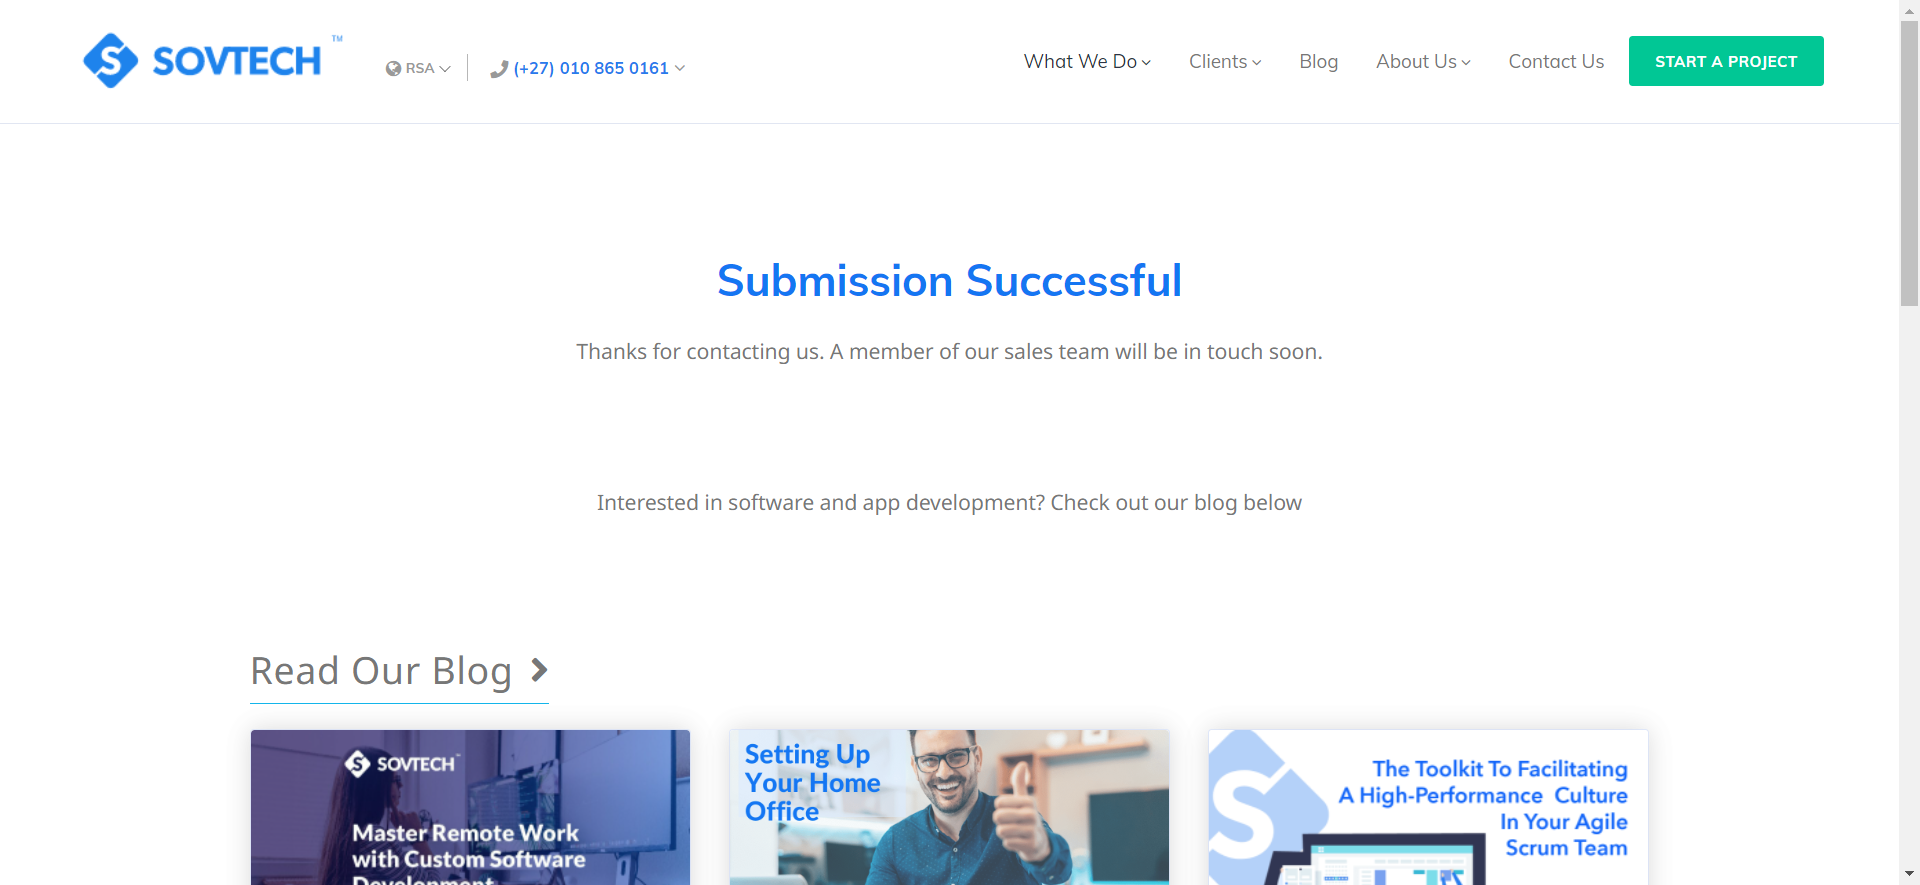 SOVTECH ™
RSA
(+27) 010 865 0161
What We Do
Clients
Blog
About Us
Contact Us
START A PROJECT
Submission Successful
Thanks for contacting us. A member of our sales team will be in touch soon.
Interested in software and app development? Check out our blog below
Read Our Blog
SOVTECH
Master Remote Work
with Custom Software
Development
Setting Up
Your Home
Office
The Toolkit To Facilitating
A High-Performance Culture
In Your Agile
Scrum Team